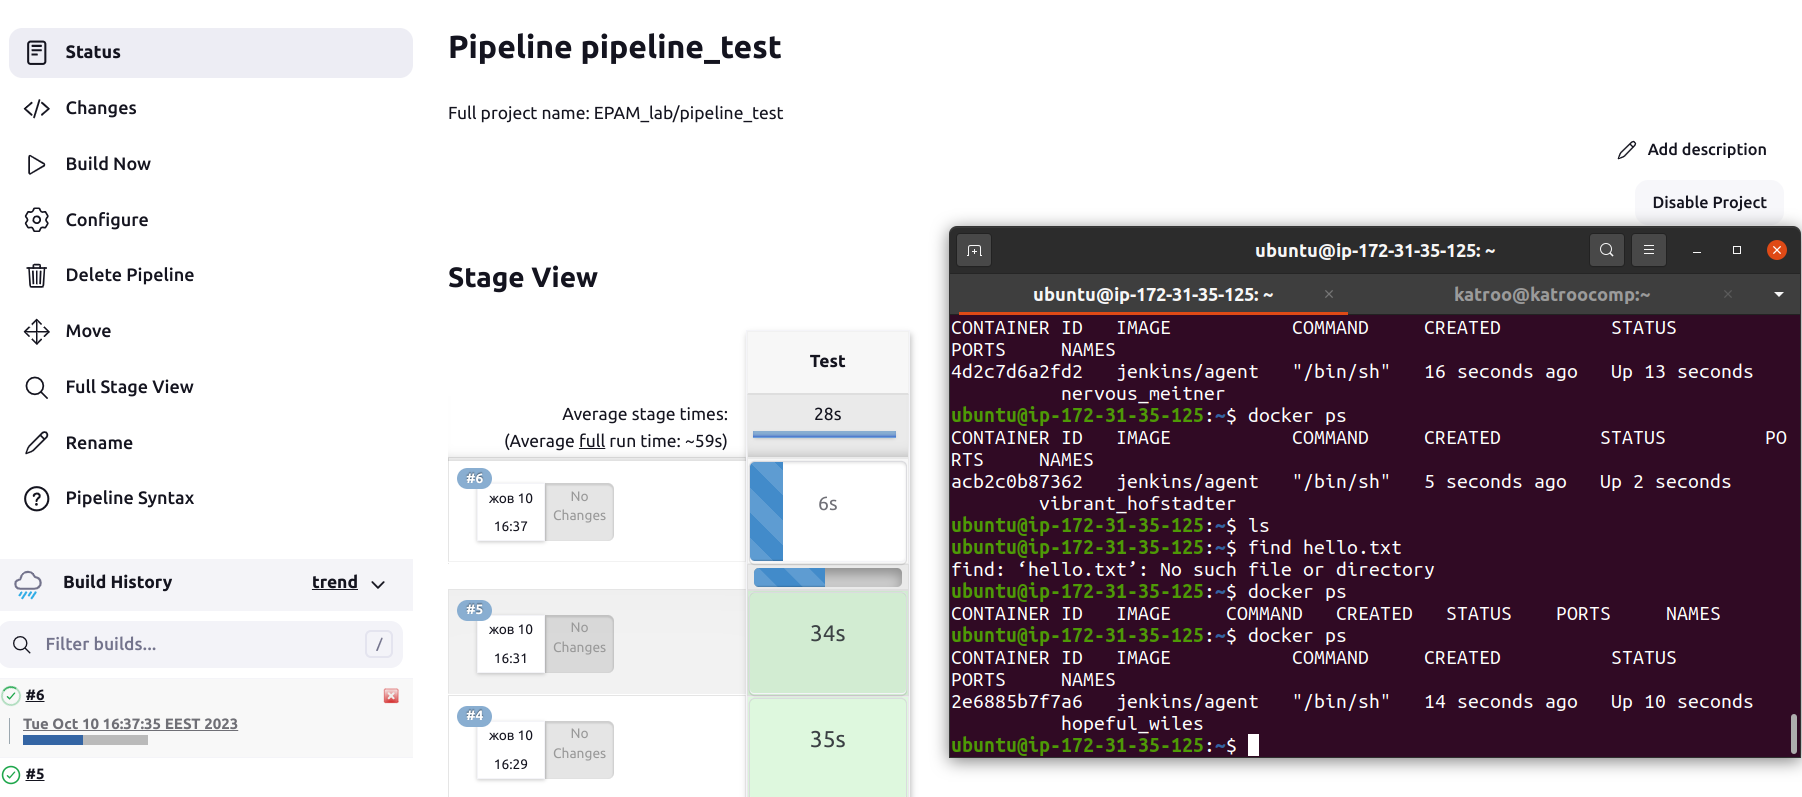 Status
Changes
Build Now
Configure
Delete Pipeline
Move
Full Stage View
Rename
Pipeline Syntax
Build History
trend
Filter builds...
/
#6
Tue Oct 10 16:37:35 EEST 2023
#5
Pipeline pipeline_test
Full project name: EPAM_lab/pipeline_test
Add description
Disable Project
Stage View
Test
Average stage times:
28s
(Average full run time: ~59s)
#6
жов 10
16:37
No
Changes
6s
#5
жов 10
16:31
No
Changes
34s
#4
жов 10
16:29
No
Changes
35s
ubuntu@ip-172-31-35-125: ~
ubuntu@ip-172-31-35-125: ~
katroo@katroocomp:~
CONTAINER ID   IMAGE           COMMAND     CREATED          STATUS
PORTS     NAMES
4d2c7d6a2fd2   jenkins/agent   "/bin/sh"   16 seconds ago   Up 13 seconds
          nervous_meitner
ubuntu@ip-172-31-35-125:~$ docker ps
CONTAINER ID   IMAGE           COMMAND     CREATED         STATUS         PO
RTS     NAMES
acb2c0b87362   jenkins/agent   "/bin/sh"   5 seconds ago   Up 2 seconds
        vibrant_hofstadter
ubuntu@ip-172-31-35-125:~$ ls
ubuntu@ip-172-31-35-125:~$ find hello.txt
find: ‘hello.txt’: No such file or directory
ubuntu@ip-172-31-35-125:~$ docker ps
CONTAINER ID   IMAGE     COMMAND   CREATED   STATUS    PORTS     NAMES
ubuntu@ip-172-31-35-125:~$ docker ps
CONTAINER ID   IMAGE           COMMAND     CREATED          STATUS
PORTS     NAMES
2e6885b7f7a6   jenkins/agent   "/bin/sh"   14 seconds ago   Up 10 seconds
          hopeful_wiles
ubuntu@ip-172-31-35-125:~$